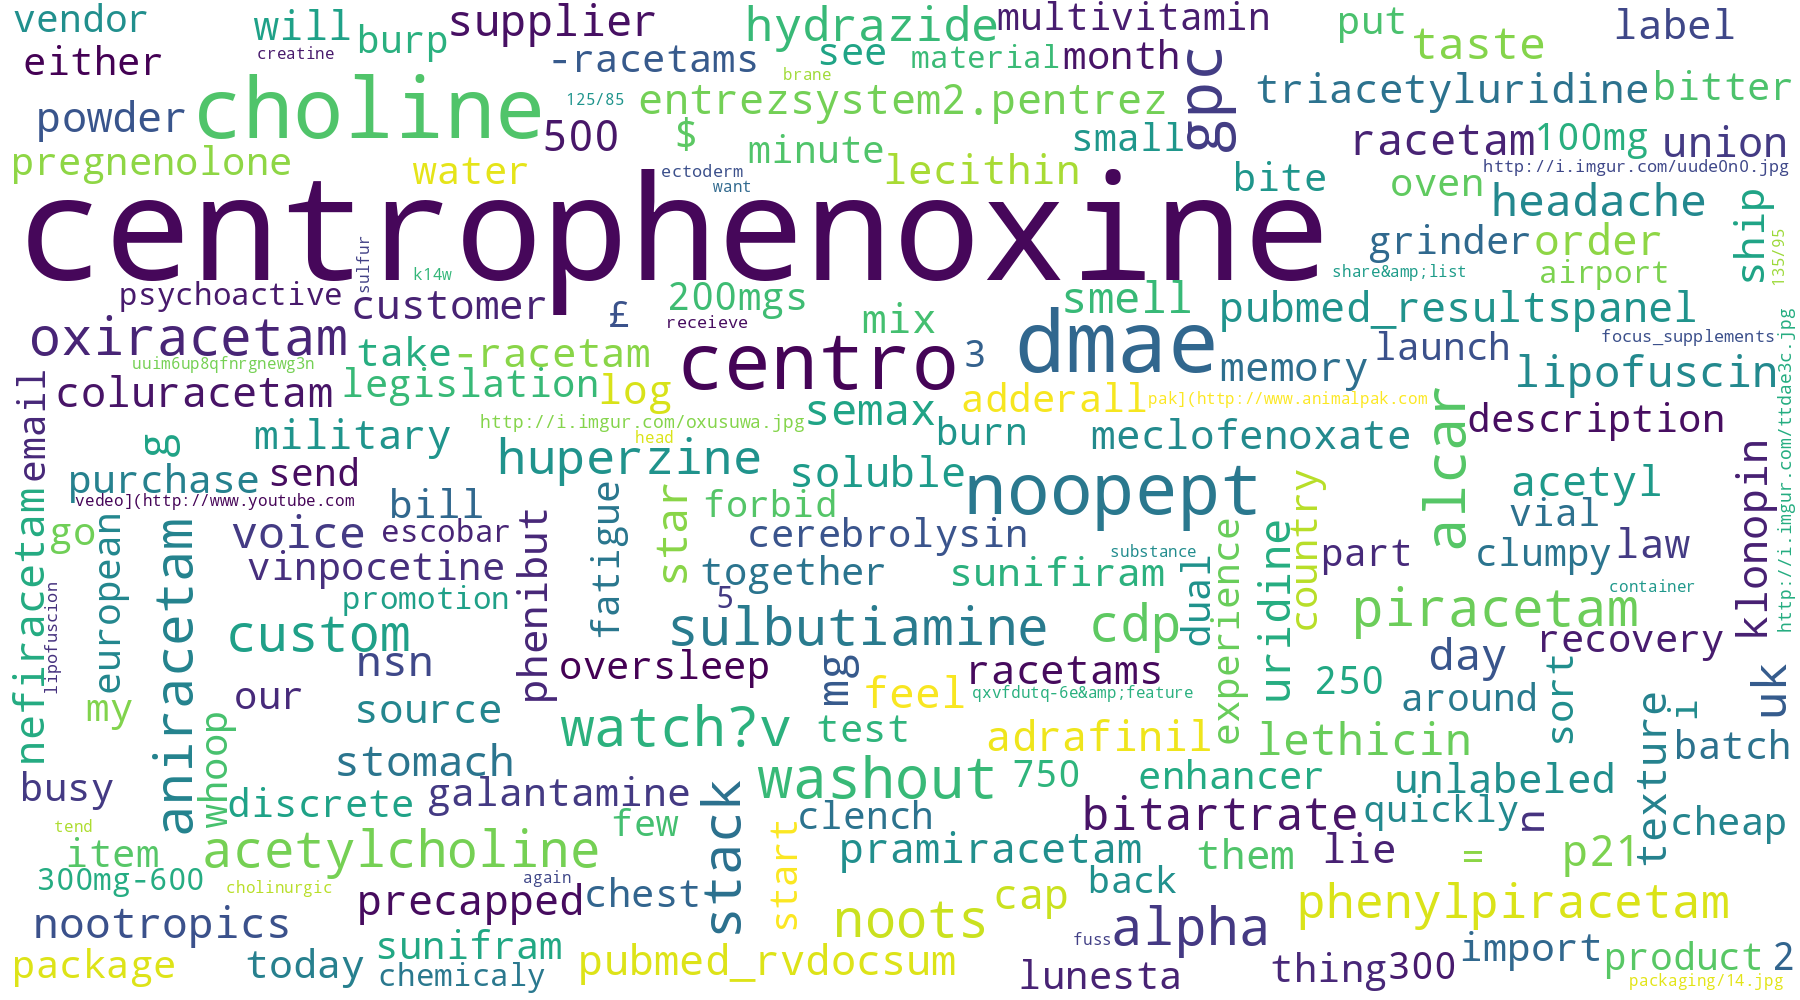 vendor
will
burp
supplier
hydrazide
multivitamin
put
label
either
creatine
-racetams
see
material
month
gpc
taste
brane
powder
choline
125/85
entrezsystem2.pentrez
triacetyluridine
bitter
500
$
minute
small
racetam
100mg
union
pregnenolone
water
ectoderm
want
lecithin
bite
oven
http://i.imgur.com/uude0n0.jpg
headache
ship
centrophenoxine
grinder
order
135/95
sulfur
k14w
share&amp;list
airport
psychoactive
customer
£
200mgs
receieve
mix
smell
pubmed_resultspanel
oxiracetam
take
-racetam
centro
3
dmae
memory
launch
focus_supplements
http://i.imgur.com/ttdae3c.jpg
uuim6up8qfnrgnewg3n
coluracetam
legislation
log
adderall
pak](http://www.animalpak.com
lipofuscin
email
g
military
http://i.imgur.com/oxusuwa.jpg
head
semax
burn
meclofenoxate
alcar
description
purchase
send
huperzine
soluble
noopept
acetyl
klonopin
vedeo](http://www.youtube.com
bill
forbid
vial
nefiracetam
go
european
aniracetam
voice
escobar
phenibut
fatigue
star
cerebrolysin
substance
experience
uridine
country
part
clumpy
law
vinpocetine
together
sunifiram
dual
container
lipofuscion
promotion
5
custom
sulbutiamine
cdp
piracetam
recovery
nsn
oversleep
mg
racetams
day
uk
our
qxvfdutq-6e&amp;feature
250
around
sort
my
source
feel
whoop
watch?v
test
adrafinil
lethicin
texture
l
batch
stomach
busy
washout
750
enhancer
unlabeled
discrete
galantamine
stack
clench
bitartrate
quickly
n
cheap
tend
few
start
item
acetylcholine
pramiracetam
them
lie
=
p21
300mg-600
cholinurgic
again
precapped
chest
back
cap
phenylpiracetam
nootropics
noots
fuss
alpha
sunifram
import
product
2
package
today
chemicaly
pubmed_rvdocsum
lunesta
thing
300
packaging/14.jpg